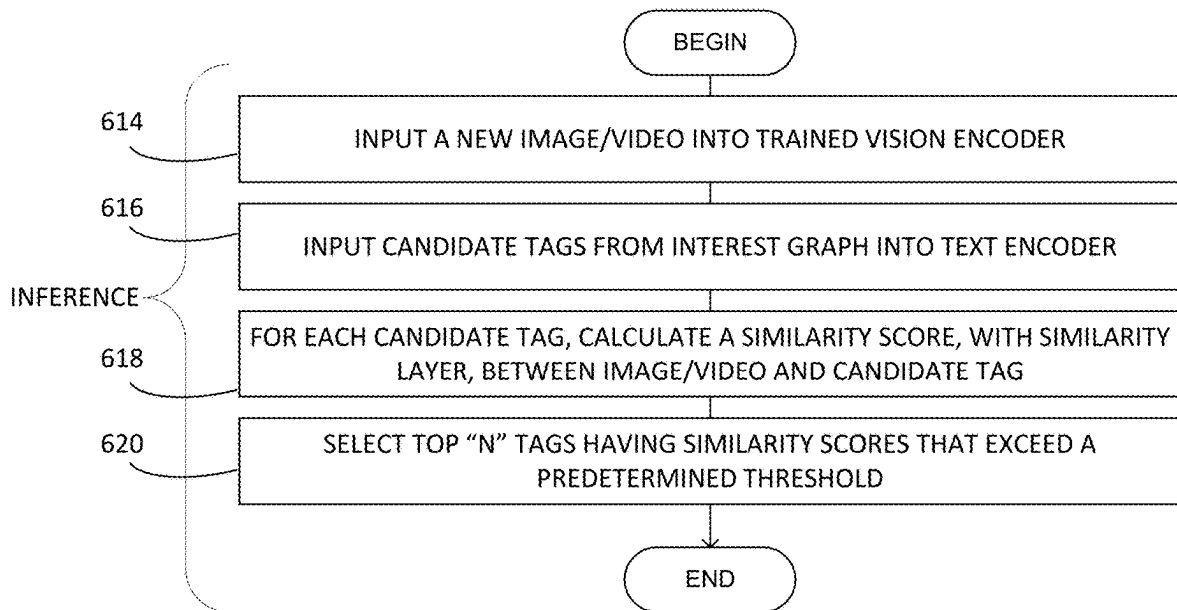 BEGIN
614
INPUT A NEW IMAGE/VIDEO INTO TRAINED VISION ENCODER
616
INPUT CANDIDATE TAGS FROM INTEREST GRAPH INTO TEXT ENCODER
INFERENCE
618
FOR EACH CANDIDATE TAG, CALCULATE A SIMILARITY SCORE, WITH SIMILARITY
LAYER, BETWEEN IMAGE/VIDEO AND CANDIDATE TAG
620
SELECT TOP “N” TAGS HAVING SIMILARITY SCORES THAT EXCEED A
PREDETERMINED THRESHOLD
END